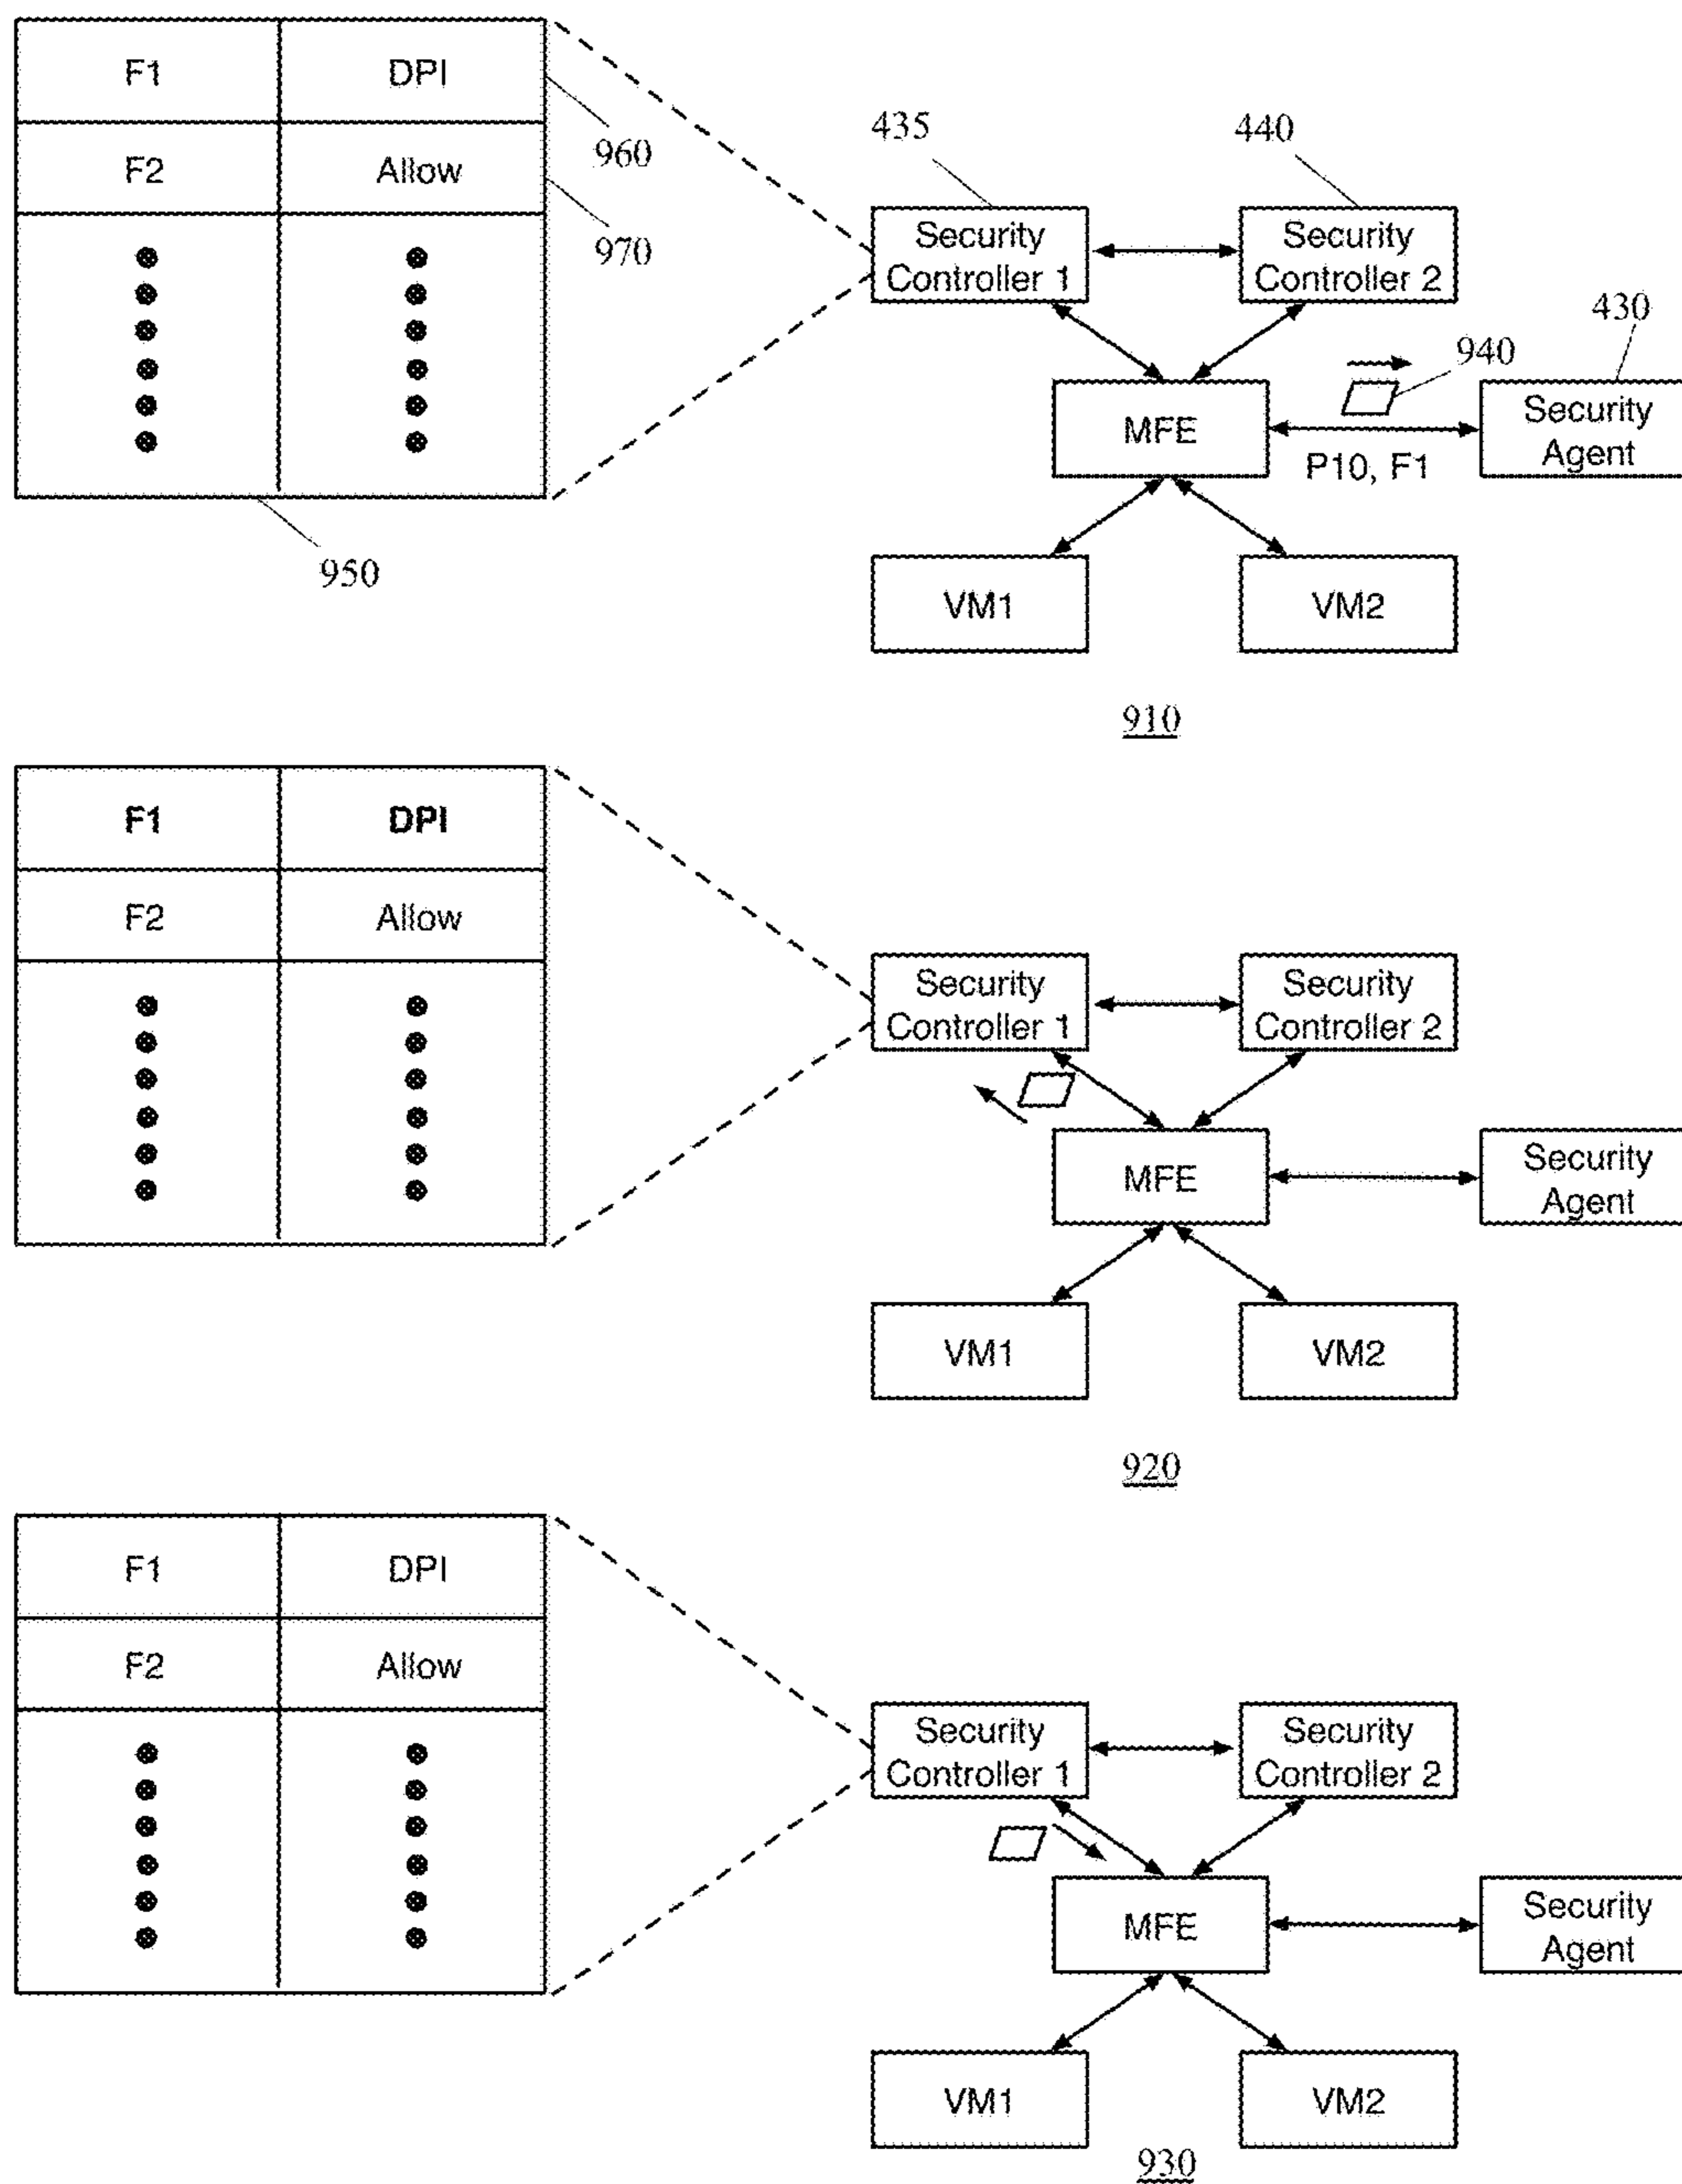 F1 DPI
960
F2 Allow
970
950
435 440
Security Controller 1
Security Controller 2
430
940
MFE
P10, F1
Security Agent
VM1 VM2
910
F1 DPI
F2 Allow
Security Controller 1
Security Controller 2
MFE
Security Agent
VM1 VM2
920
F1 DPI
F2 Allow
Security Controller 1
Security Controller 2
MFE
Security Agent
VM1 VM2
930